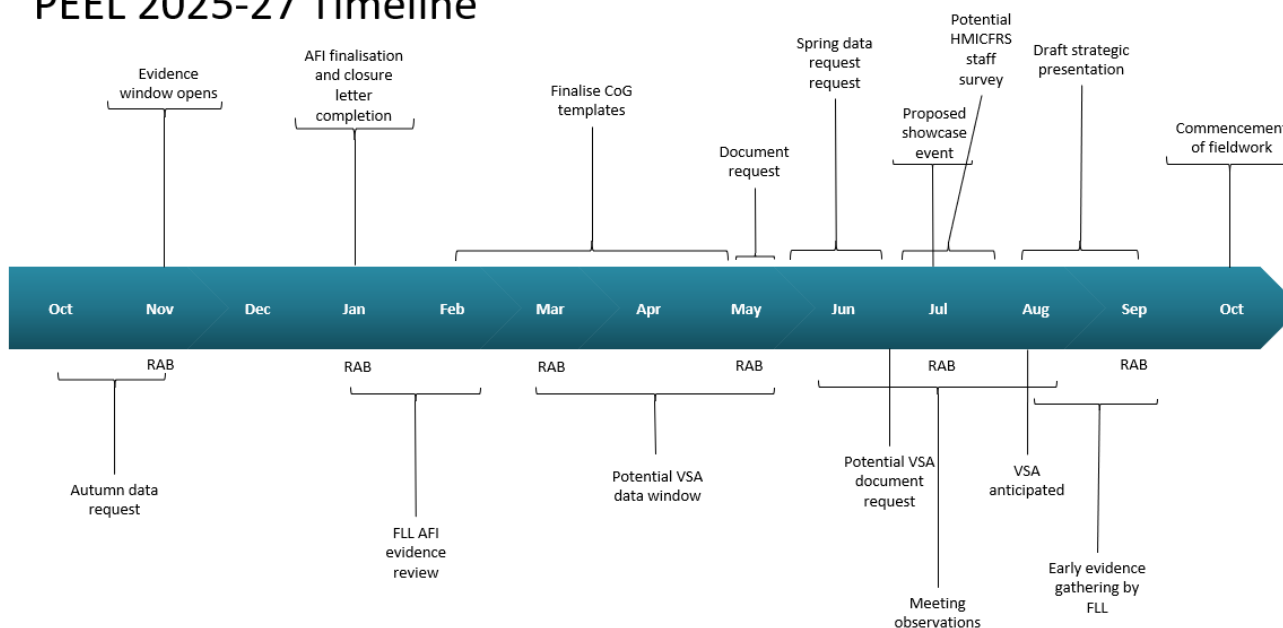 PEEL 2025-27 Timeline
Evidence
window opens
AFI finalisation
and closure
letter
completion
Finalise CoG
templates
Document
request
Spring data
request
request
Proposed
showcase
event
Potential
HMICFRS
staff
survey
Draft strategic
presentation
Commencement
of fieldwork
Oct Nov Dec Jan Feb Mar Apr May Jun Jul Aug Sep Oct
RAB RAB RAB RAB RAB RAB
Autumn data
request
FLL AFI
evidence
review
Potential VSA
data window
Potential VSA
document
request
Meeting
observations
VSA
anticipated
Early evidence
gathering by
FLL